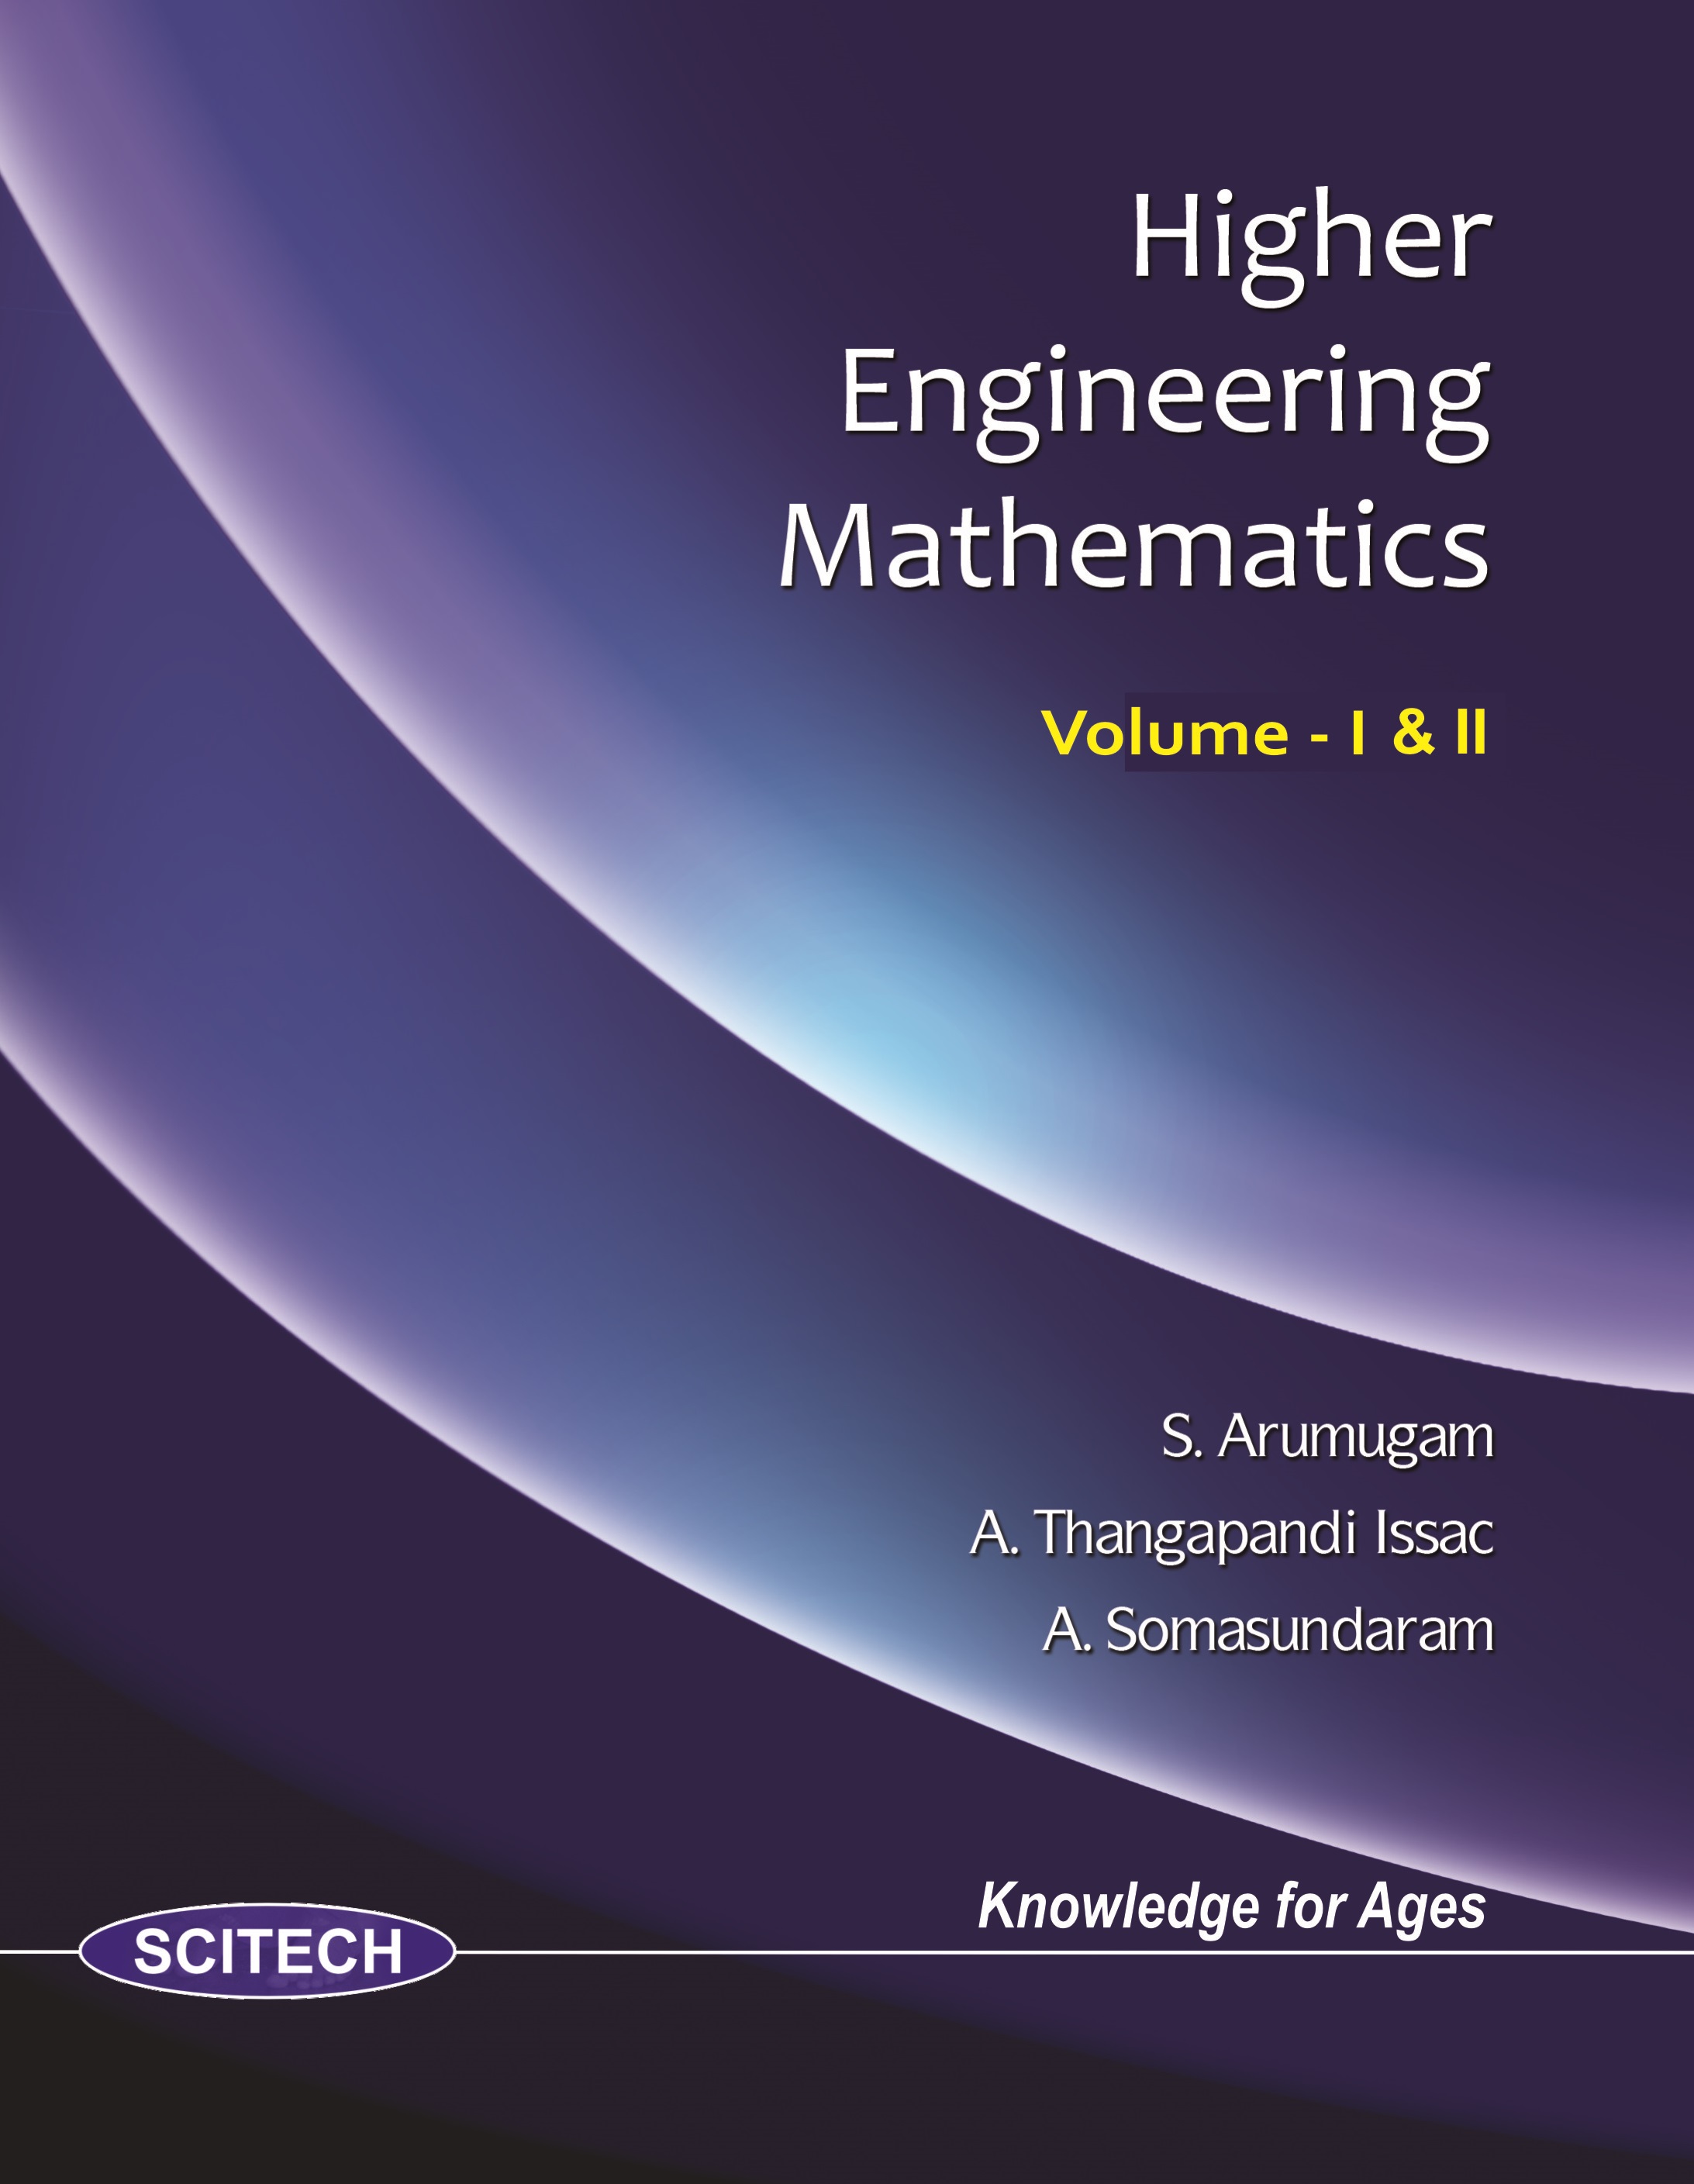 Higher
Engineering
Mathematics
Volume - I & II
S. Arumugam
A. Thangapandi Issac
A. Somasundaram
Knowledge for Ages
SCITECH